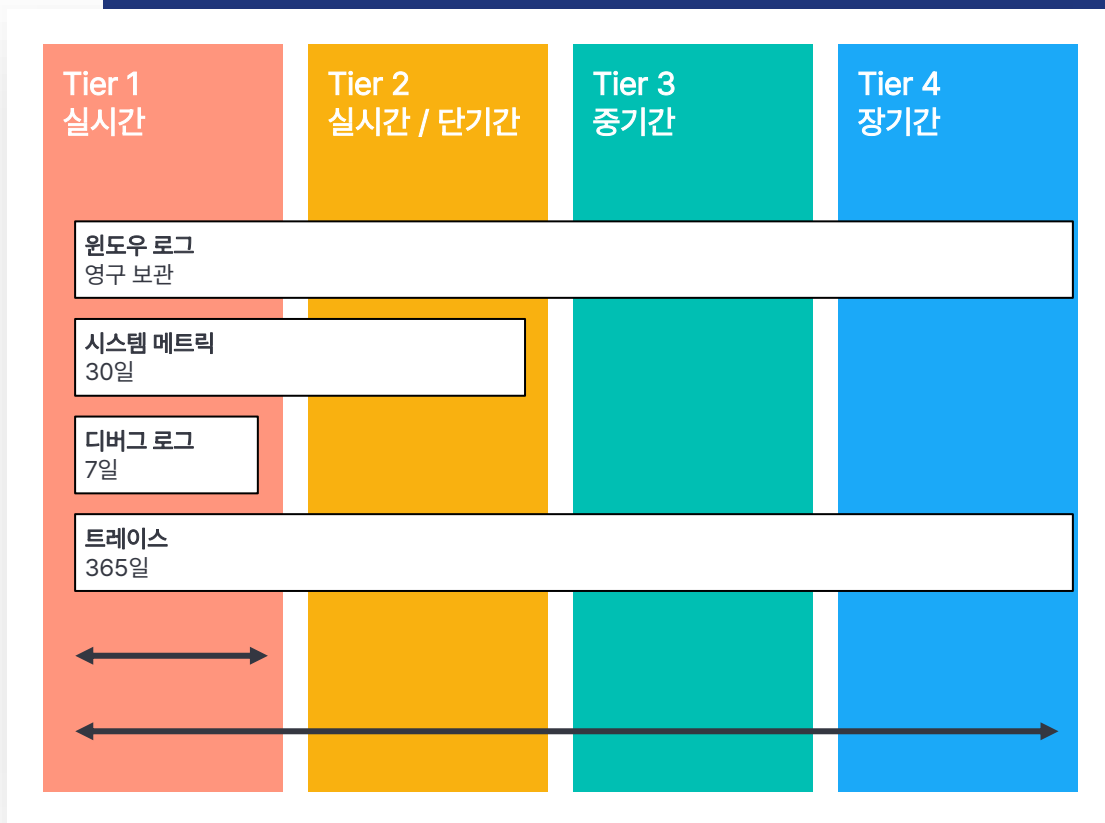 Tier 1
실시간
Tier 2
실시간 / 단기간
Tier 3
중기간
Tier 4
장기간
윈도우 로그
영구 보관
시스템 메트릭
30일
디버그 로그
7일
트레이스
365일